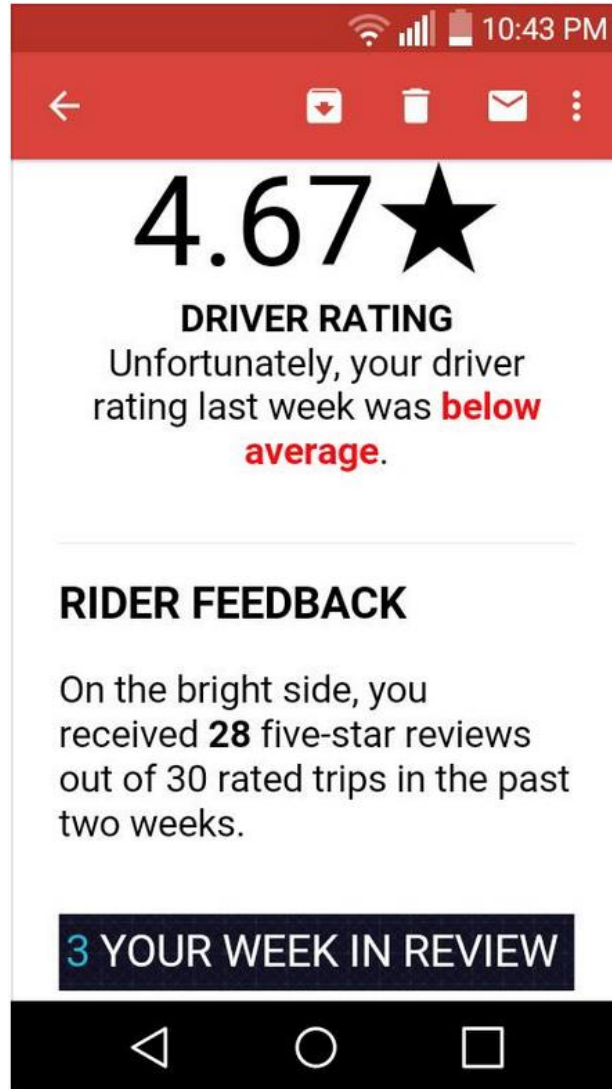 10:43 PM
4.67★
DRIVER RATING
Unfortunately, your driver
rating last week was below
average.
RIDER FEEDBACK
On the bright side, you
received 28 five-star reviews
out of 30 rated trips in the past
two weeks.
3 YOUR WEEK IN REVIEW